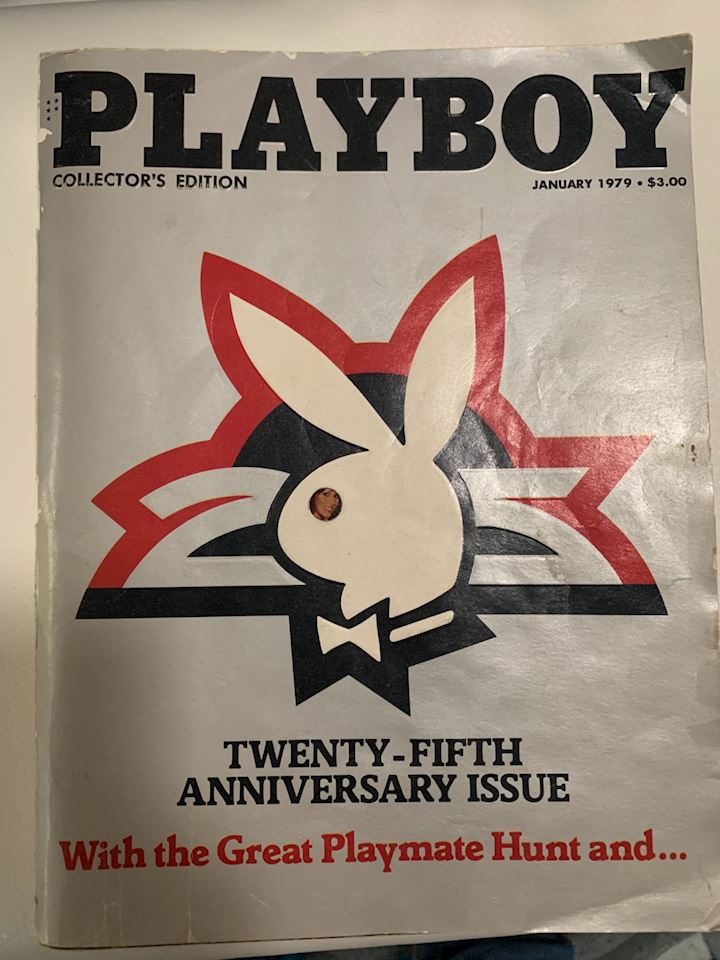 PLAYBOY
COLLECTOR'S EDITION
JANUARY 1979 • $3.00
TWENTY-FIFTH
ANNIVERSARY ISSUE
With the Great Playmate Hunt and...